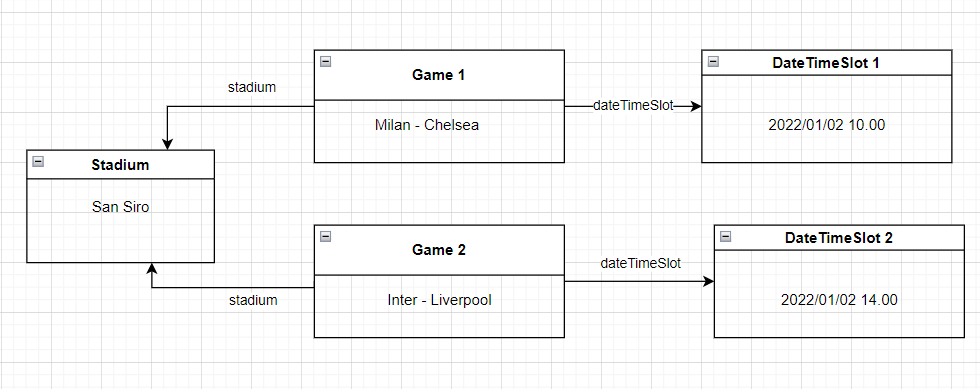 Game 1
Milan - Chelsea
DateTimeSlot 1
2022/01/02 10.00
stadium
dateTimeSlot
Stadium
San Siro
Game 2
Inter - Liverpool
DateTimeSlot 2
2022/01/02 14.00
stadium
dateTimeSlot